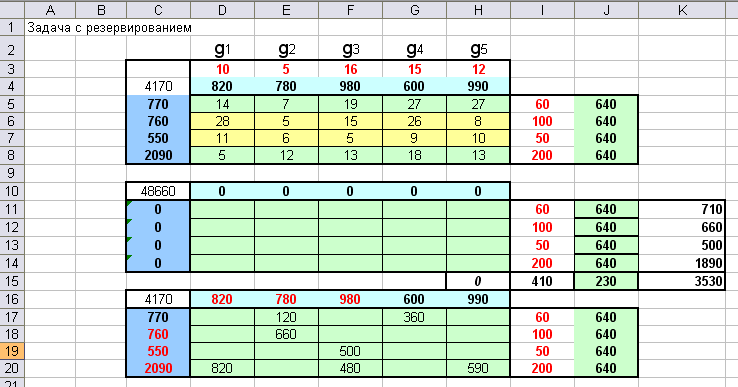 A B C D E F G H I J K
1 Задача с резервированием
2 g1 g2 g3 g4 g5
3 10 5 16 15 12
4 4170 820 780 980 600 990
5 770 14 7 19 27 27 60 640
6 760 28 5 15 26 8 100 640
7 550 11 6 5 9 10 50 640
8 2090 5 12 13 18 13 200 640
9
10 48660 0 0 0 0 0
11 0 60 640 710
12 0 100 640 660
13 0 50 640 500
14 0 200 640 1890
15 0 410 230 3530
16 4170 820 780 980 600 990
17 770 120 360 60 640
18 760 660 100 640
19 550 500 50 640
20 2090 820 480 590 200 640